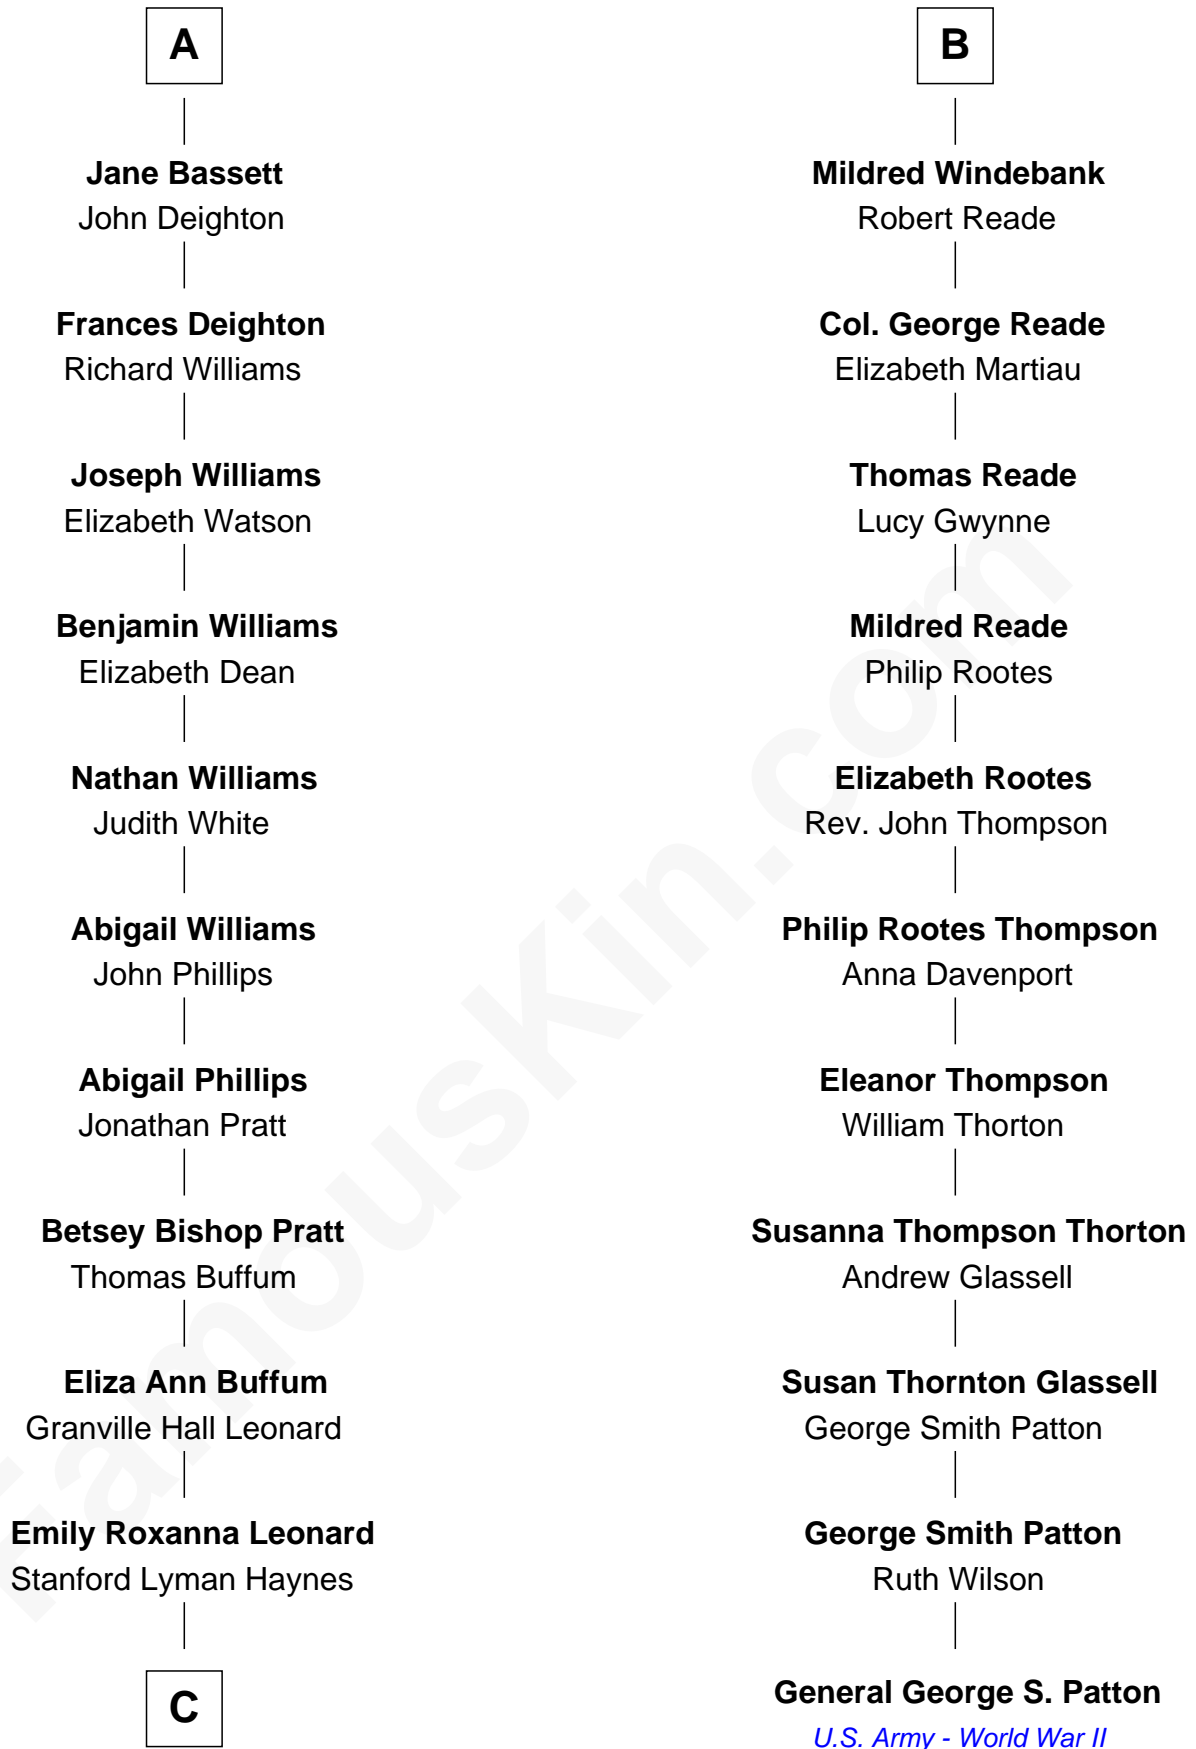 A
Jane Bassett
John Deighton
Frances Deighton
Richard Williams
Joseph Williams
Elizabeth Watson
Benjamin Williams
Elizabeth Dean
Nathan Williams
Judith White
Abigail Williams
John Phillips
Abigail Phillips
Jonathan Pratt
Betsey Bishop Pratt
Thomas Buffum
Eliza Ann Buffum
Granville Hall Leonard
Emily Roxanna Leonard
Stanford Lyman Haynes
C
B
Mildred Windebank
Robert Reade
Col. George Reade
Elizabeth Martiau
Thomas Reade
Lucy Gwynne
Mildred Reade
Philip Rootes
Elizabeth Rootes
Rev. John Thompson
Philip Rootes Thompson
Anna Davenport
Eleanor Thompson
William Thorton
Susanna Thompson Thorton
Andrew Glassell
Susan Thornton Glassell
George Smith Patton
George Smith Patton
Ruth Wilson
General George S. Patton
U.S. Army - World War II
FamousKin.com